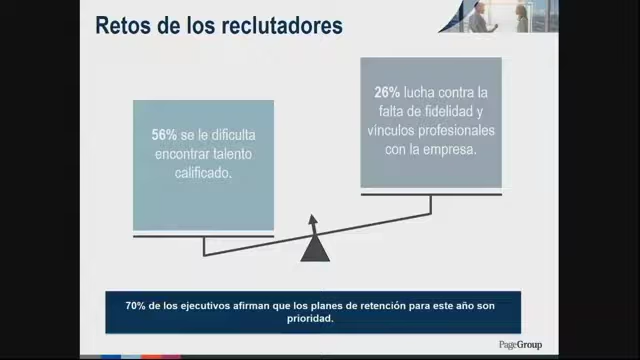 Retos de los reclutadores
56% se le dificulta
encontrar talento
calificado.
26% lucha contra la
falta de fidelidad y
vínculos profesionales
con la empresa.
70% de los ejecutivos afirman que los planes de retención para este año son
prioridad.
PageGroup